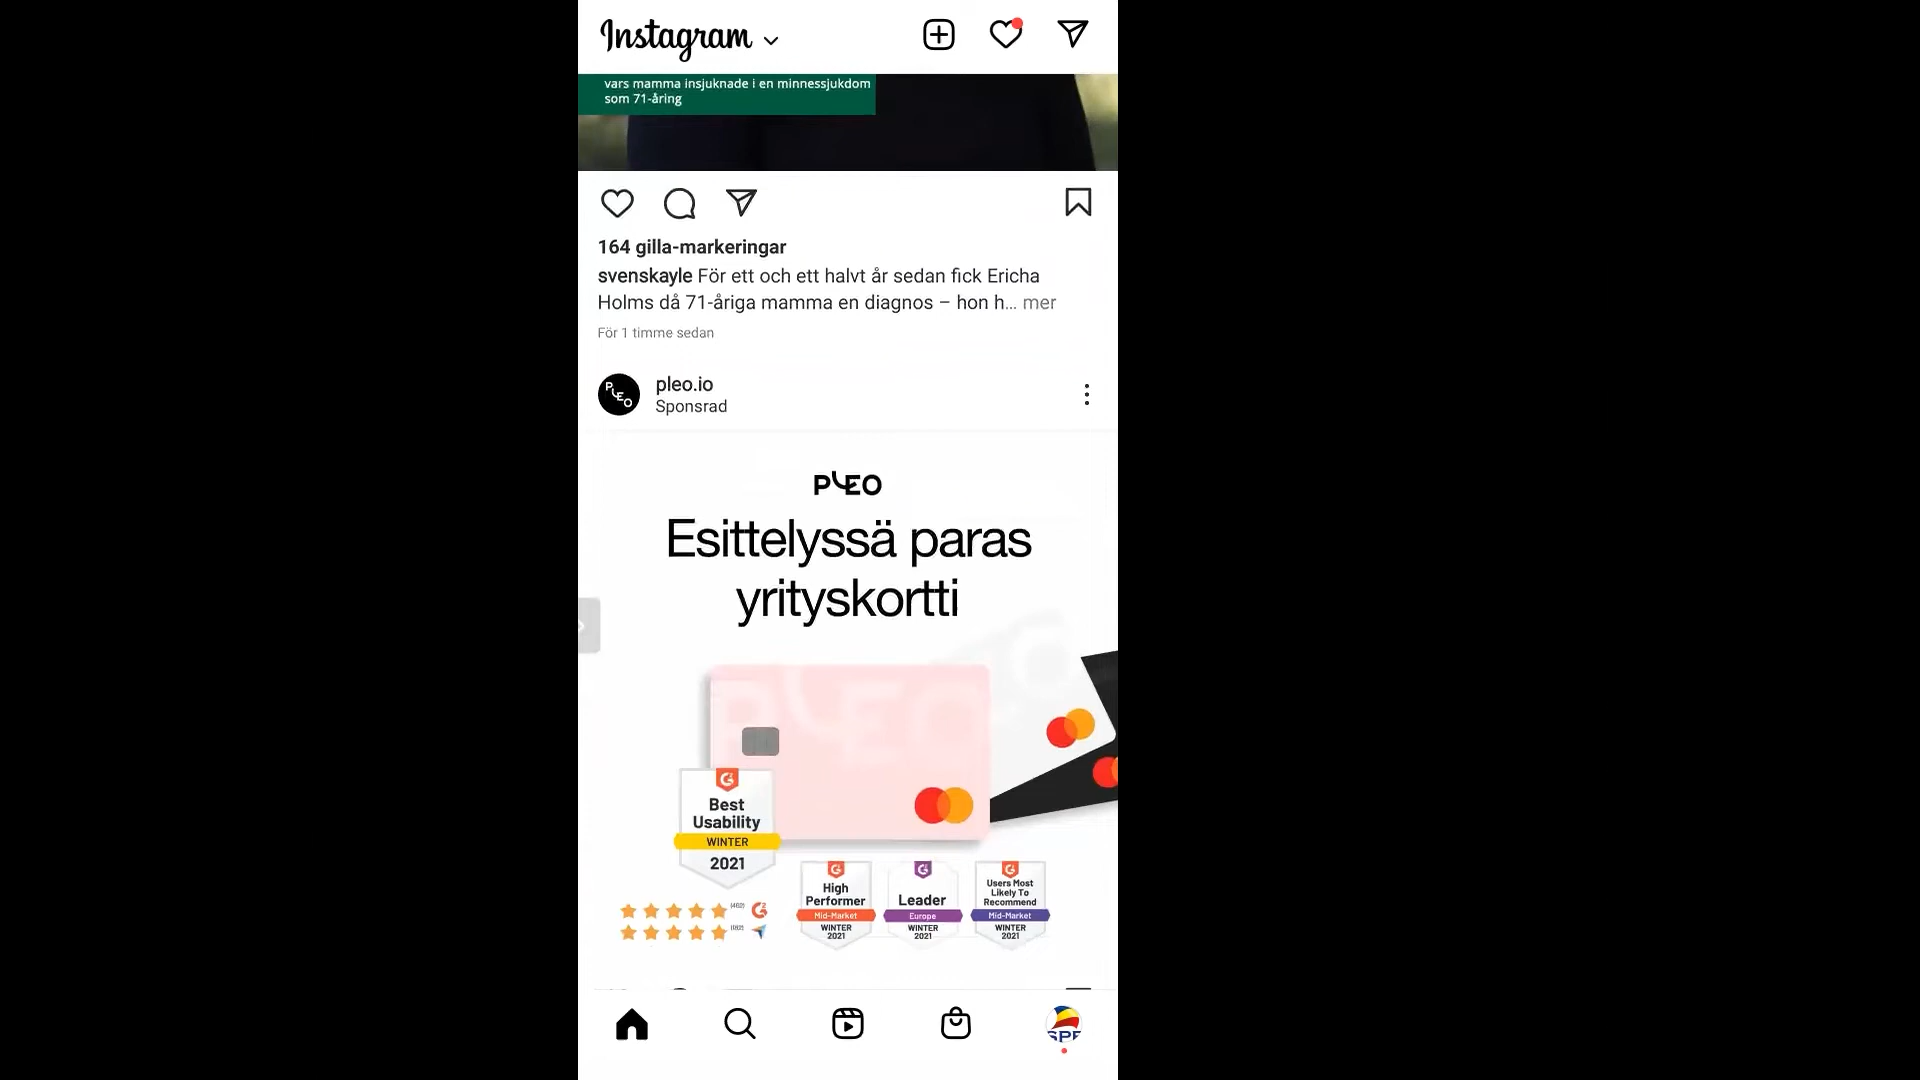 Instagram
vars mamma insjuknade i en minnessjukdom
som 71-åring
164 gilla-markeringar
svenskayle För ett och ett halvt år sedan fick Ericha
Holms då 71-åriga mamma en diagnos – hon h... mer
För 1 timme sedan
PLEO
pleo.io
Sponsrad
PLEO
Esittelyssä paras
yrityskortti
PLEO
Best
Usability
WINTER
2021
High
Performer
Mid-Market
WINTER
2021
Leader
Europe
WINTER
2021
Users Most
Likely To
Recommend
Mid-Market
WINTER
2021
SPF